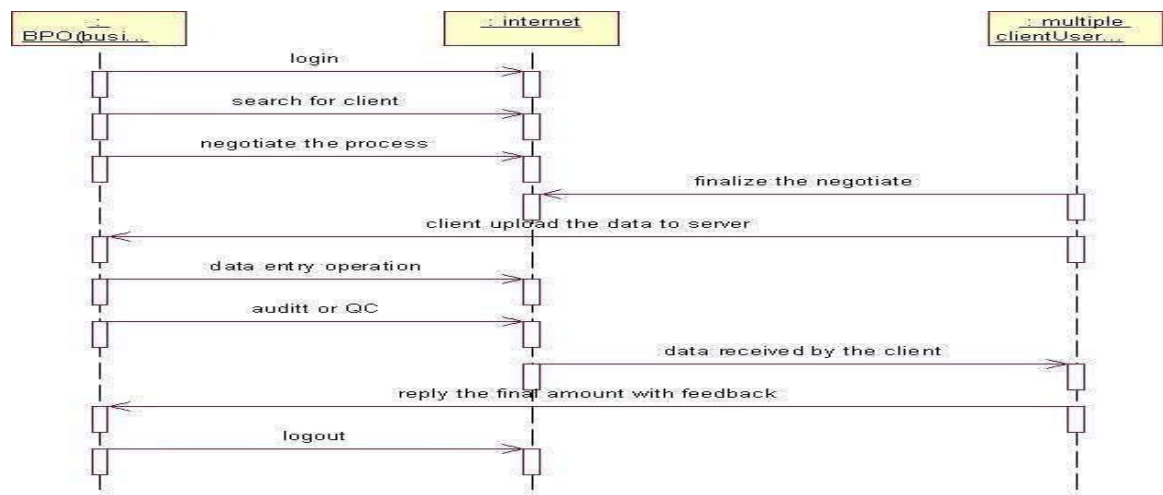 :
BPO(busi...
: internet
: multiple
clientUser...
login
search for client
negotiate the process
finalize the negotiate
client upload the data to server
data entry operation
auditt or QC
data received by the client
reply the final amount with feedback
logout